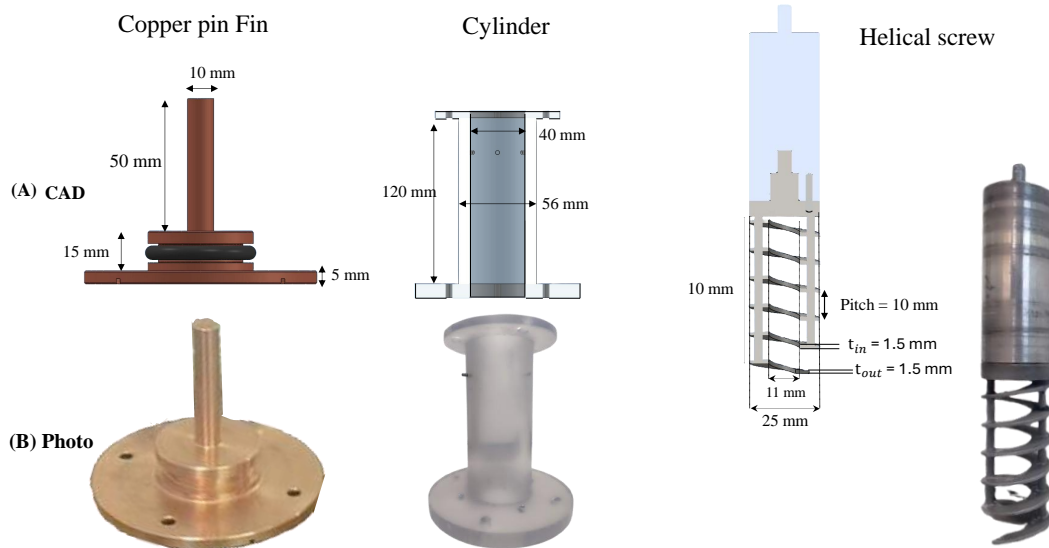 Copper pin Fin
Cylinder
Helical screw
10 mm
50 mm
(A) CAD
15 mm
5 mm
40 mm
120 mm
56 mm
10 mm
Pitch = 10 mm
t_in = 1.5 mm
t_out = 1.5 mm
11 mm
25 mm
(B) Photo